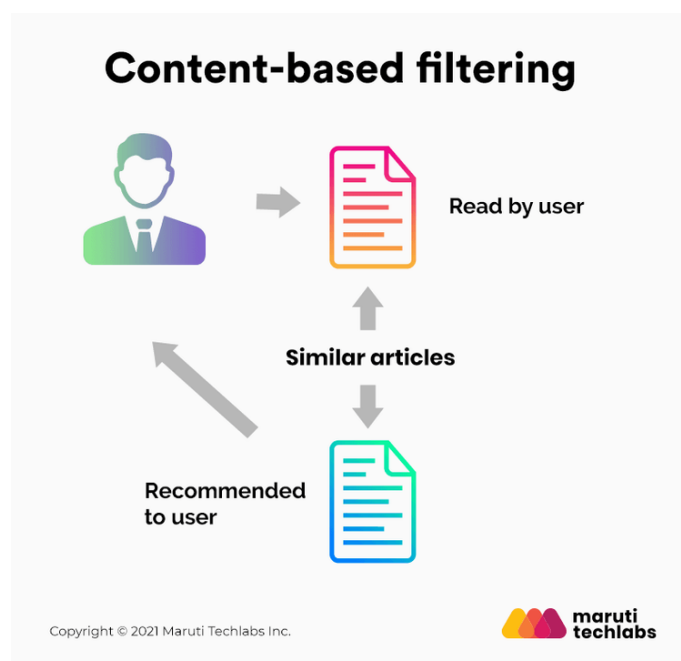 Content-based filtering
Read by user
Similar articles
Recommended
to user
Copyright © 2021 Maruti Techlabs Inc.
maruti
techlabs